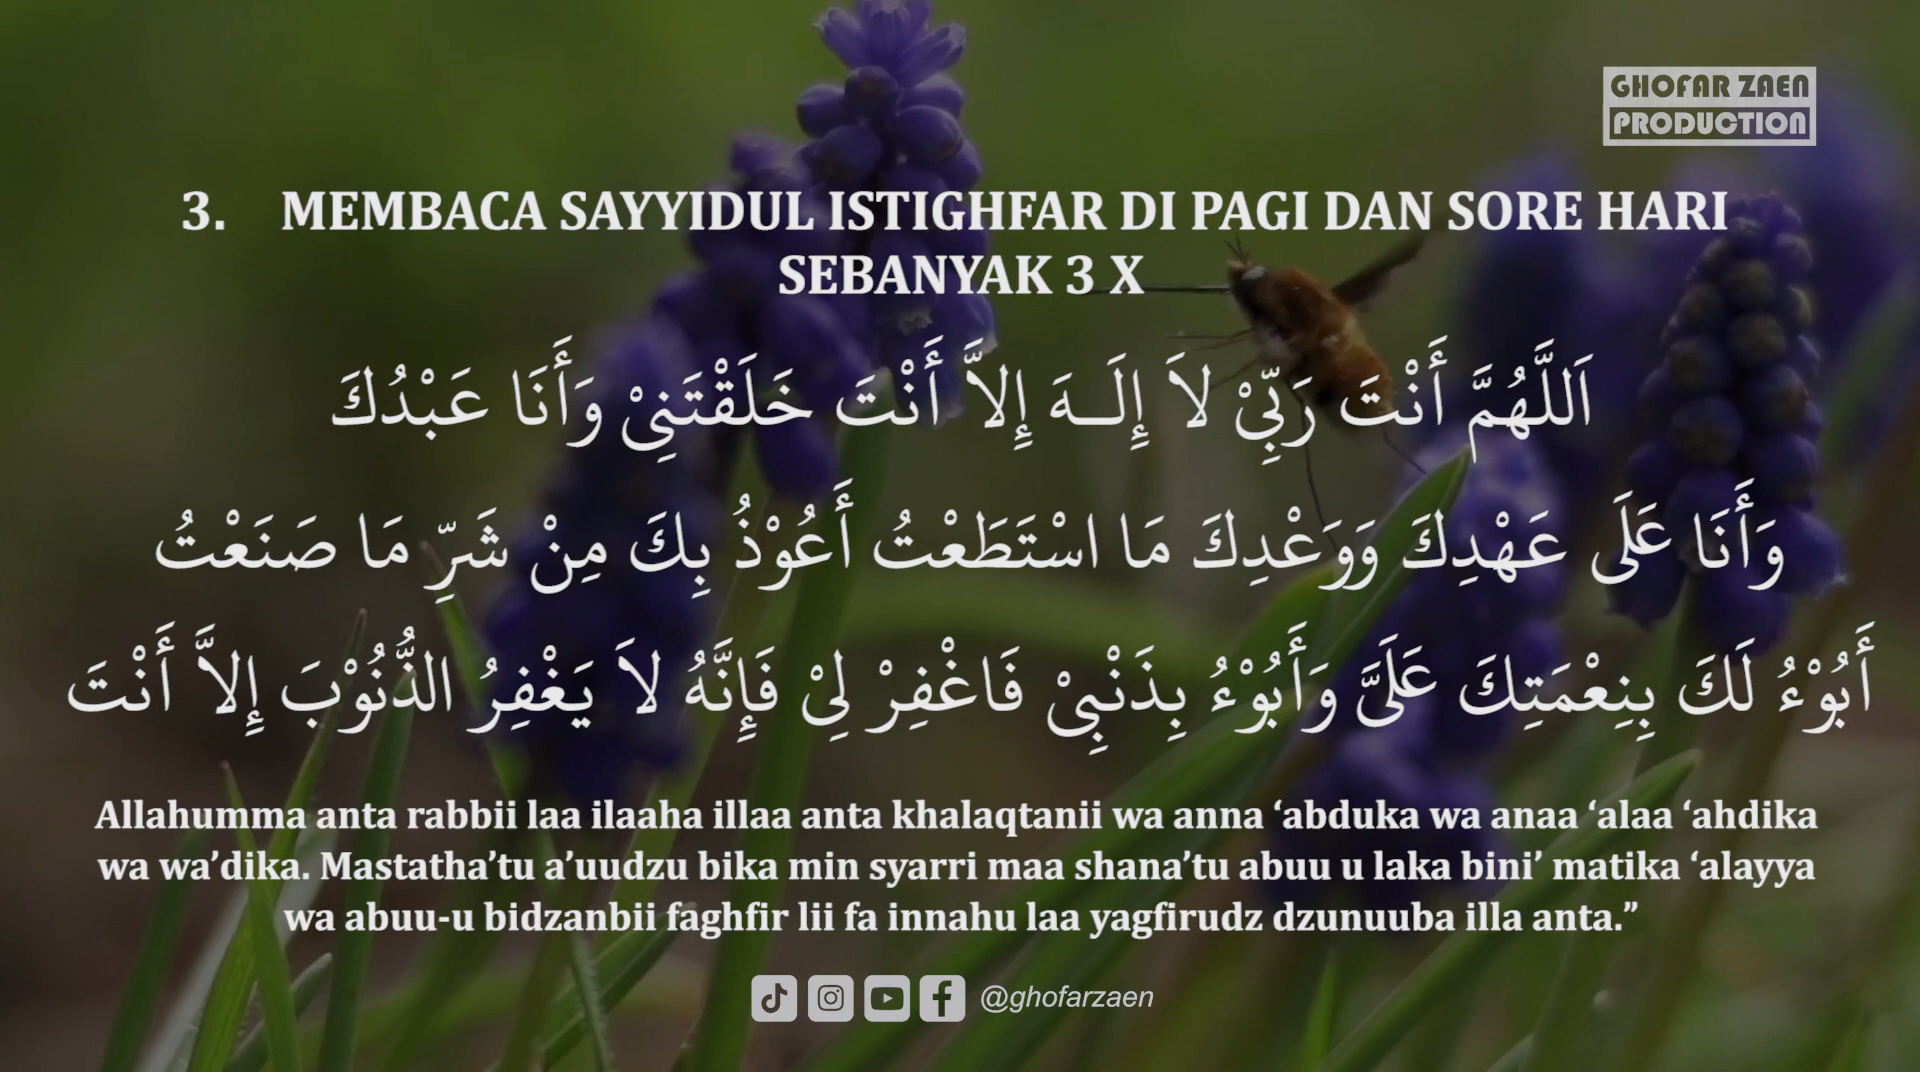 GHOFAR ZAEN
PRODUCTION
3. MEMBACA SAYYIDUL ISTIGHFAR DI PAGI DAN SORE HARI
SEBANYAK 3 X
اَللَّهُمَّ أَنْتَ رَبِّيْ لاَ إِلَـهَ إِلاَّ أَنْتَ خَلَقْتَنِىْ وَأَنَا عَبْدُكَ
وَأَنَا عَلَى عَهْدِكَ وَوَعْدِكَ مَا اسْتَطَعْتُ أَعُوْذُ بِكَ مِنْ شَرِّ مَا صَنَعْتُ
أَبُوْءُ لَكَ بِنِعْمَتِكَ عَلَىَّ وَأَبُوْءُ بِذَنْبِىْ فَاغْفِرْ لِىْ فَإِنَّهُ لاَ يَغْفِرُ الذُّنُوْبَ إِلاَّ أَنْتَ
Allahumma anta rabbii laa ilaaha illaa anta khalaqtanii wa anna ‘abduka wa anaa ‘alaa ‘ahdika
wa wa’dika. Mastatha’tu a’uudzu bika min syarri maa shana’tu abuu u laka bini’ matika ‘alayya
wa abuu-u bidzanbii faghfir lii fa innahu laa yagfirudz dzunuuba illa anta.”
@ghofarzaen